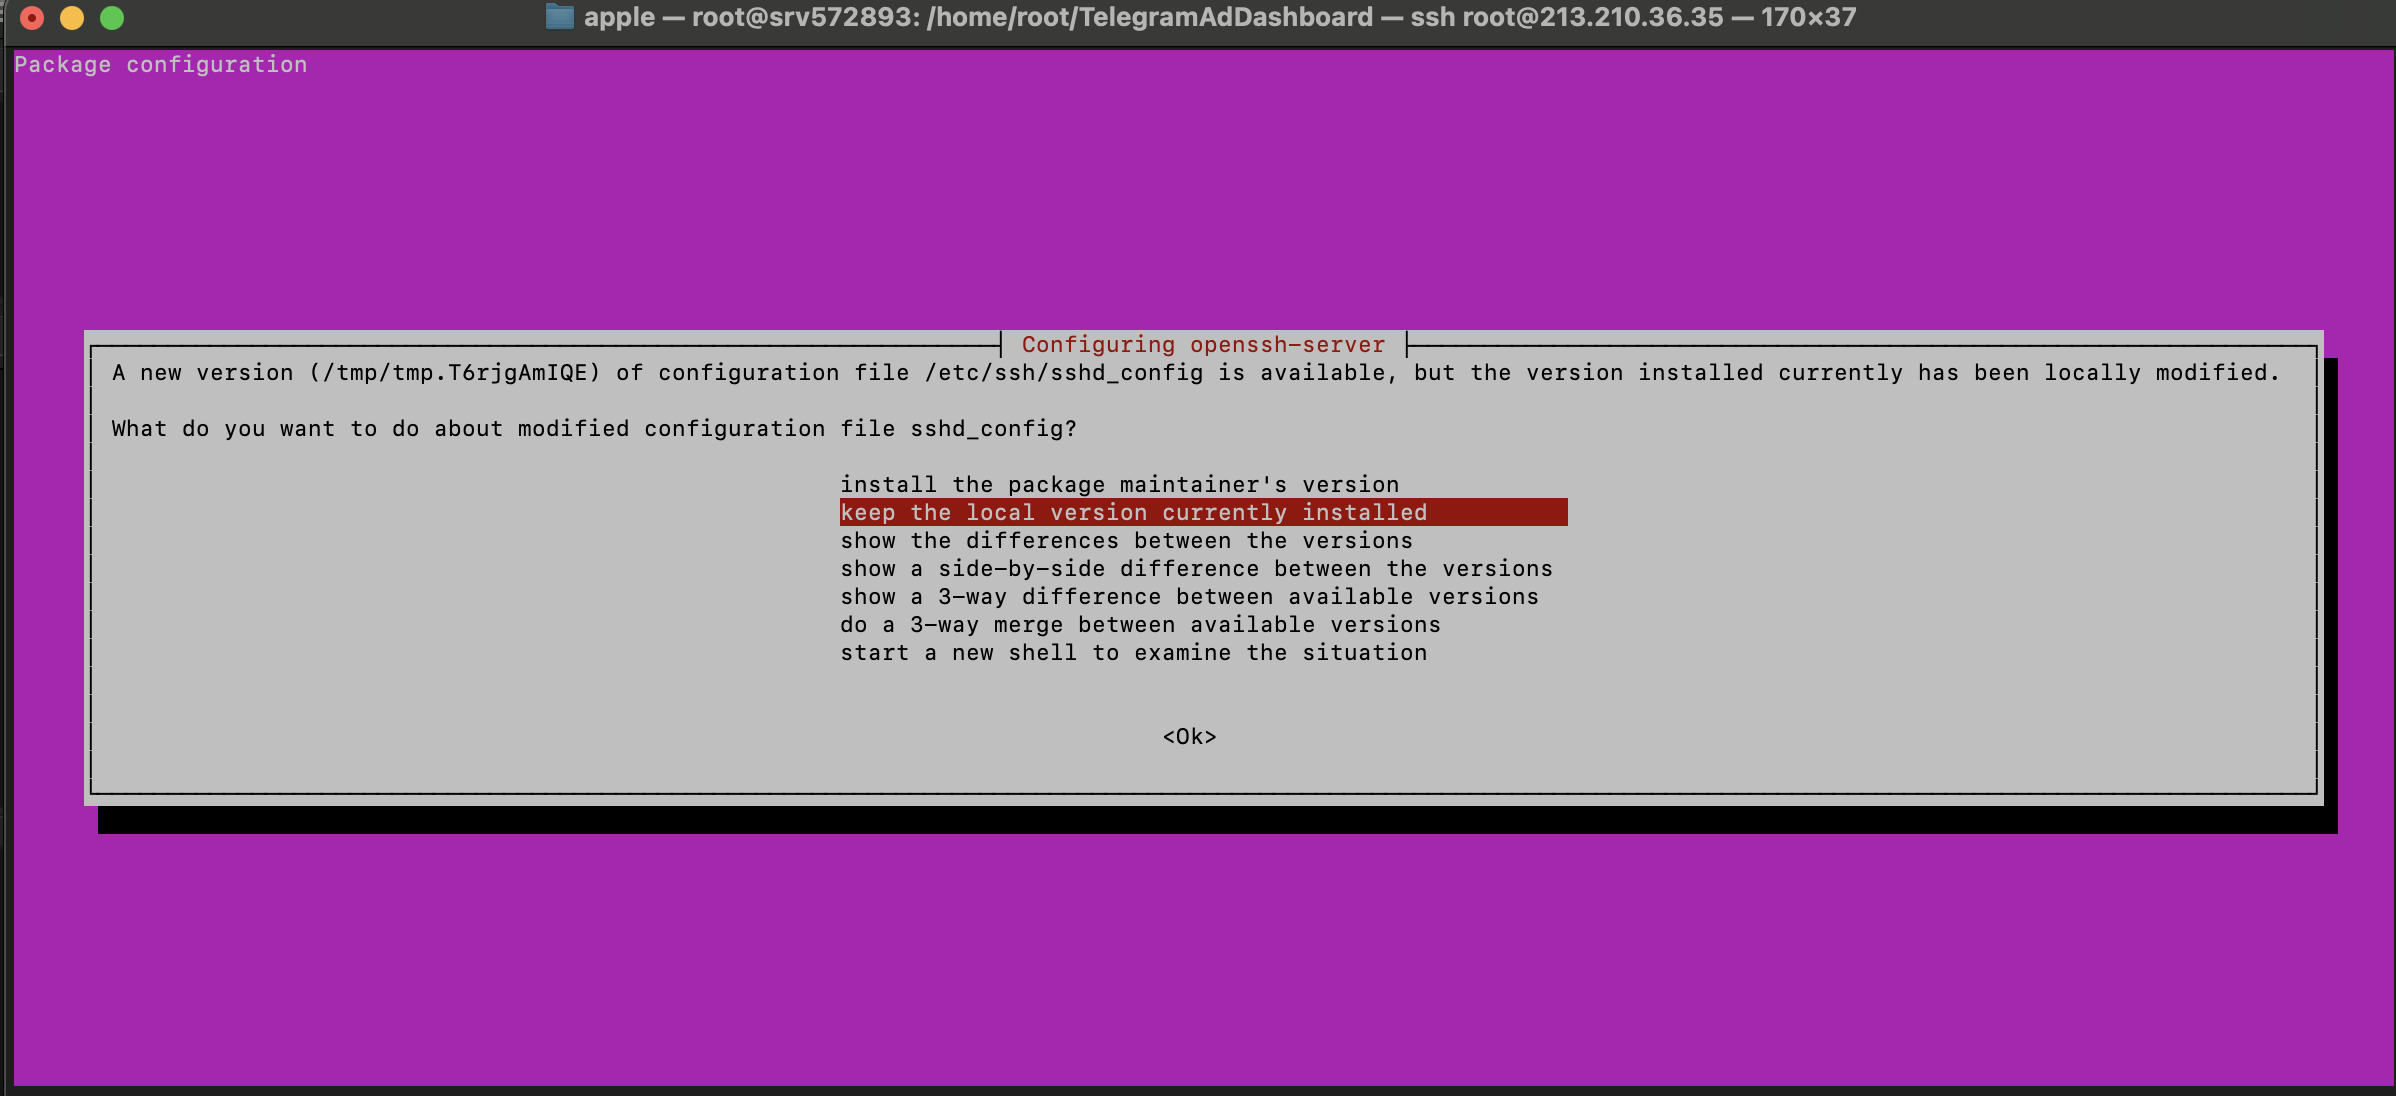 apple — root@srv572893: /home/root/TelegramAdDashboard — ssh root@213.210.36.35 — 170×37
Package configuration
Configuring openssh-server
A new version (/tmp/tmp.T6rjgAmIQE) of configuration file /etc/ssh/sshd_config is available, but the version installed currently has been locally modified.
What do you want to do about modified configuration file sshd_config?
install the package maintainer's version
keep the local version currently installed
show the differences between the versions
show a side-by-side difference between the versions
show a 3-way difference between available versions
do a 3-way merge between available versions
start a new shell to examine the situation
<Ok>